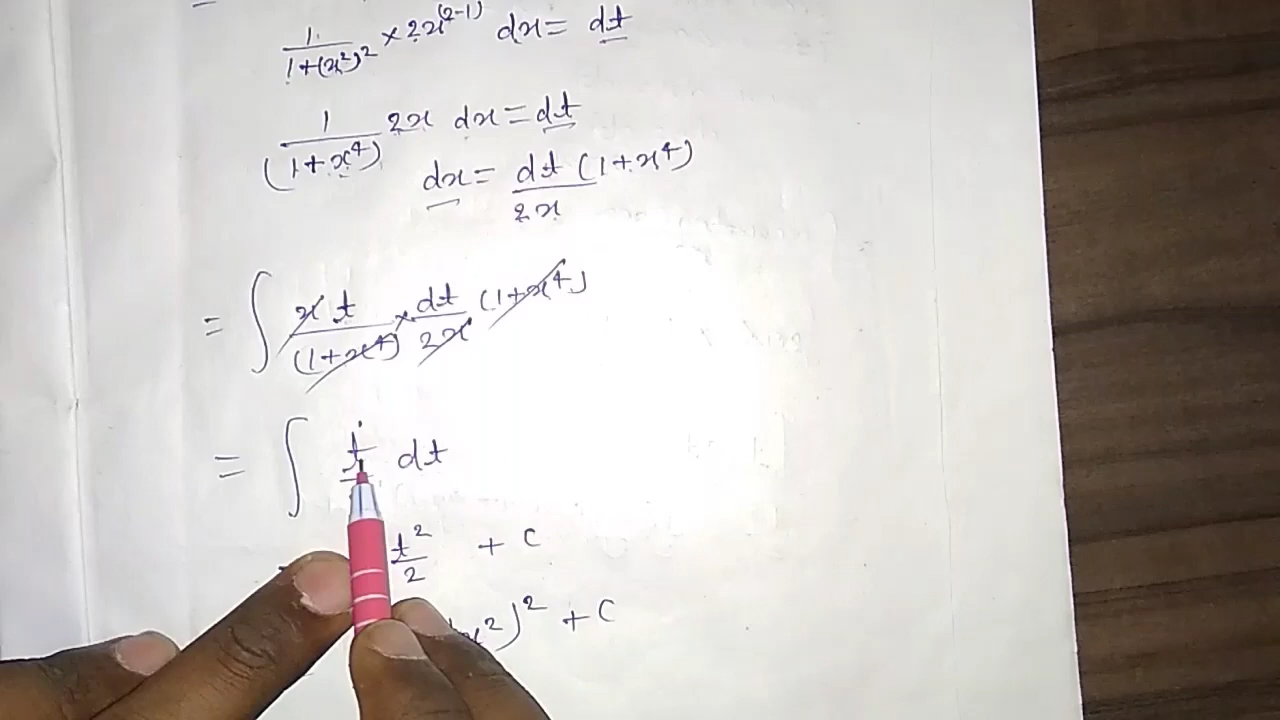 1/(1+(x²)²) × 2x⁽²⁻¹⁾ dx = dt
1/(1+x⁴) 2x dx = dt
dx = dt (1+x⁴)/2x
= ∫ x t/(1+x⁴) × dt/2x (1+x⁴)
= ∫ t dt
t²/2 + C
x²)² + C